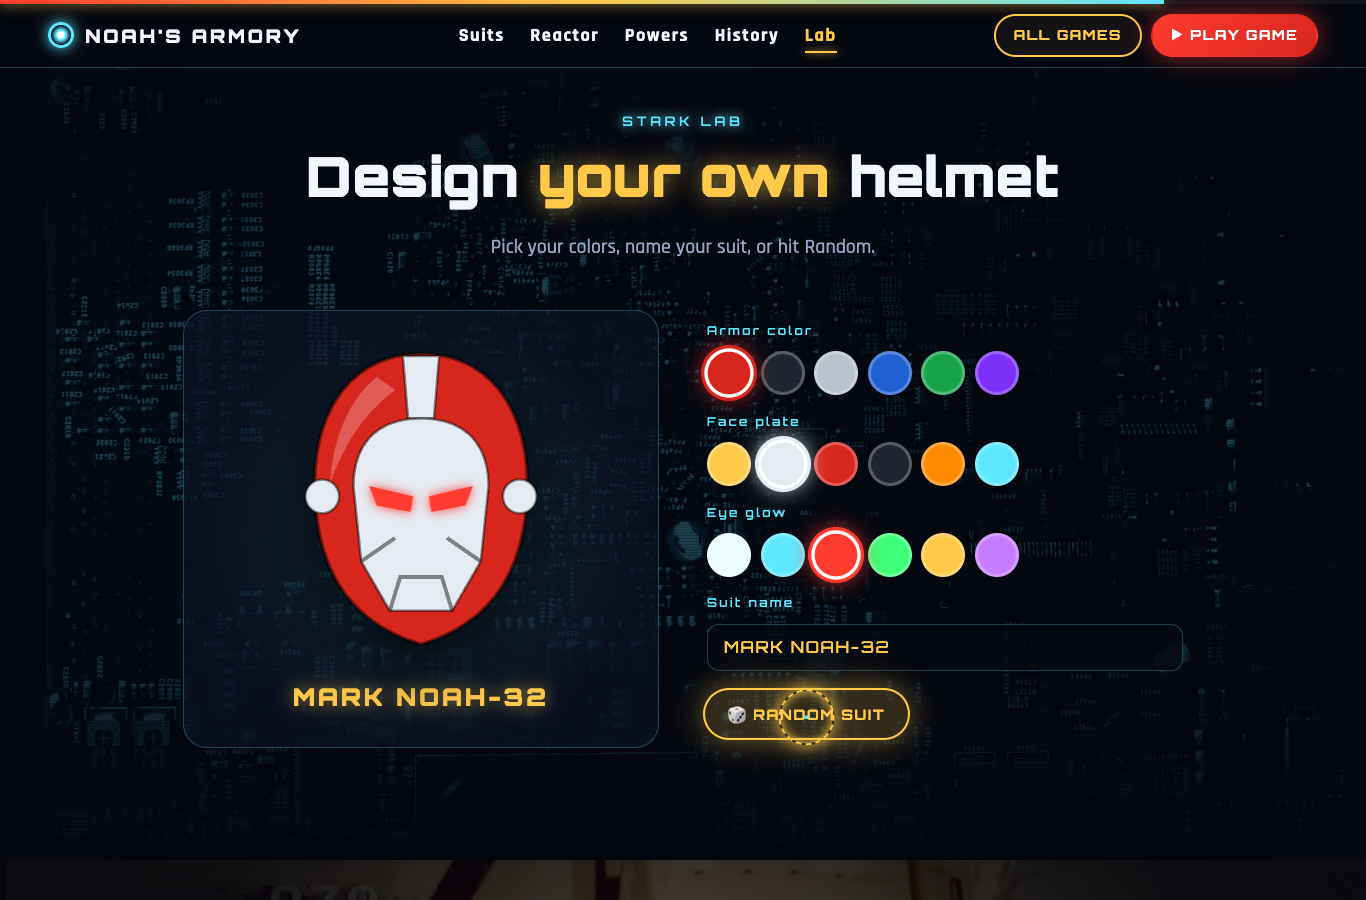 NOAH'S ARMORY
Suits
Reactor
Powers
History
Lab
ALL GAMES
▶ PLAY GAME
STARK LAB
Design your own helmet
Pick your colors, name your suit, or hit Random.
MARK NOAH-32
Armor color
Face plate
Eye glow
Suit name
MARK NOAH-32
🎲 RANDOM SUIT